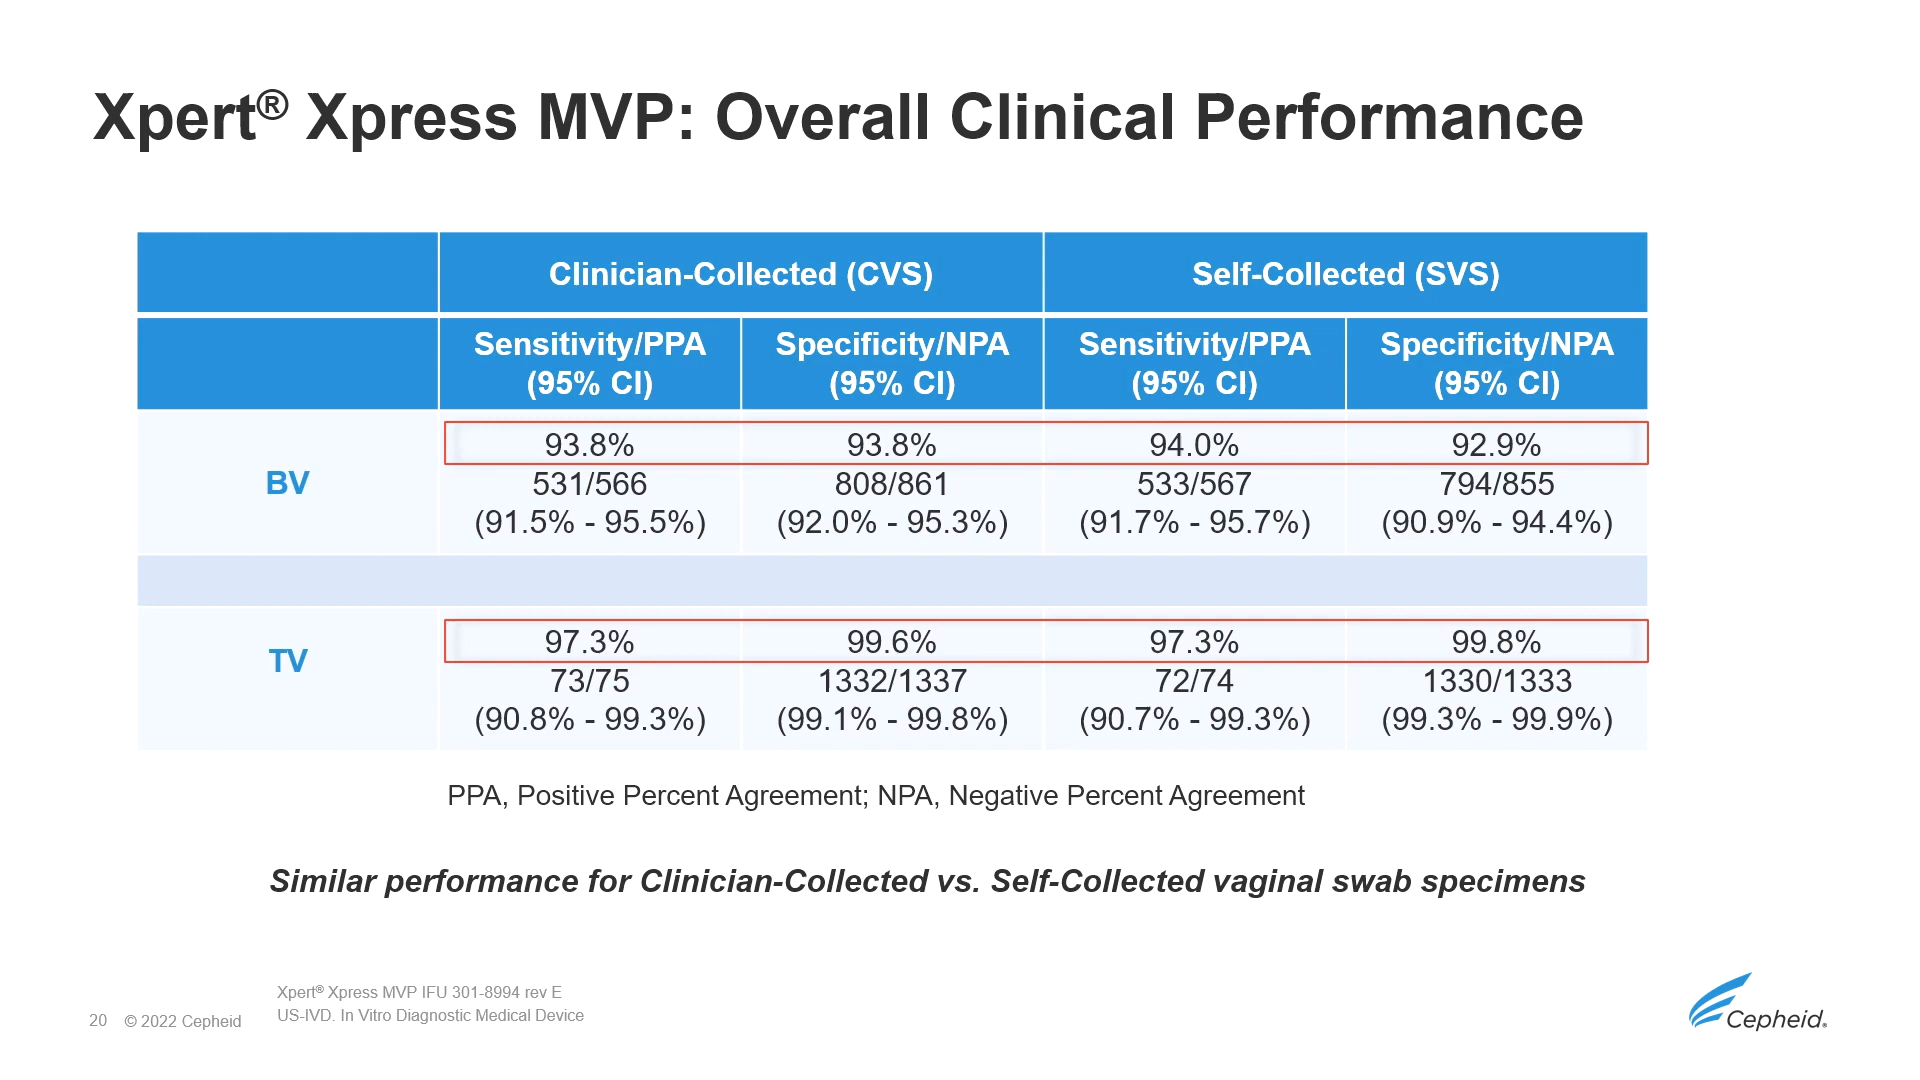 Xpert® Xpress MVP: Overall Clinical Performance
Clinician-Collected (CVS) Self-Collected (SVS)
Sensitivity/PPA Specificity/NPA Sensitivity/PPA Specificity/NPA
(95% CI) (95% CI) (95% CI) (95% CI)
93.8% 93.8% 94.0% 92.9%
BV 531/566 808/861 533/567 794/855
(91.5% - 95.5%) (92.0% - 95.3%) (91.7% - 95.7%) (90.9% - 94.4%)
97.3% 99.6% 97.3% 99.8%
TV
73/75 1332/1337 72/74 1330/1333
(90.8% - 99.3%) (99.1% - 99.8%) (90.7% - 99.3%) (99.3% - 99.9%)
PPA, Positive Percent Agreement; NPA, Negative Percent Agreement
Similar performance for Clinician-Collected vs. Self-Collected vaginal swab specimens
Xpert® Xpress MVP IFU 301-8994 rev E
US-IVD. In Vitro Diagnostic Medical Device
20 © 2022 Cepheid
Cepheid®